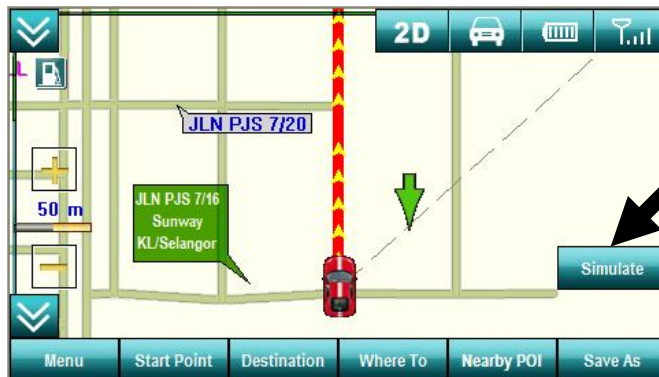 2D
JLN PJS 7/20
50 m
JLN PJS 7/16
Sunway
KL/Selangor
Simulate
Menu
Start Point
Destination
Where To
Nearby POI
Save As